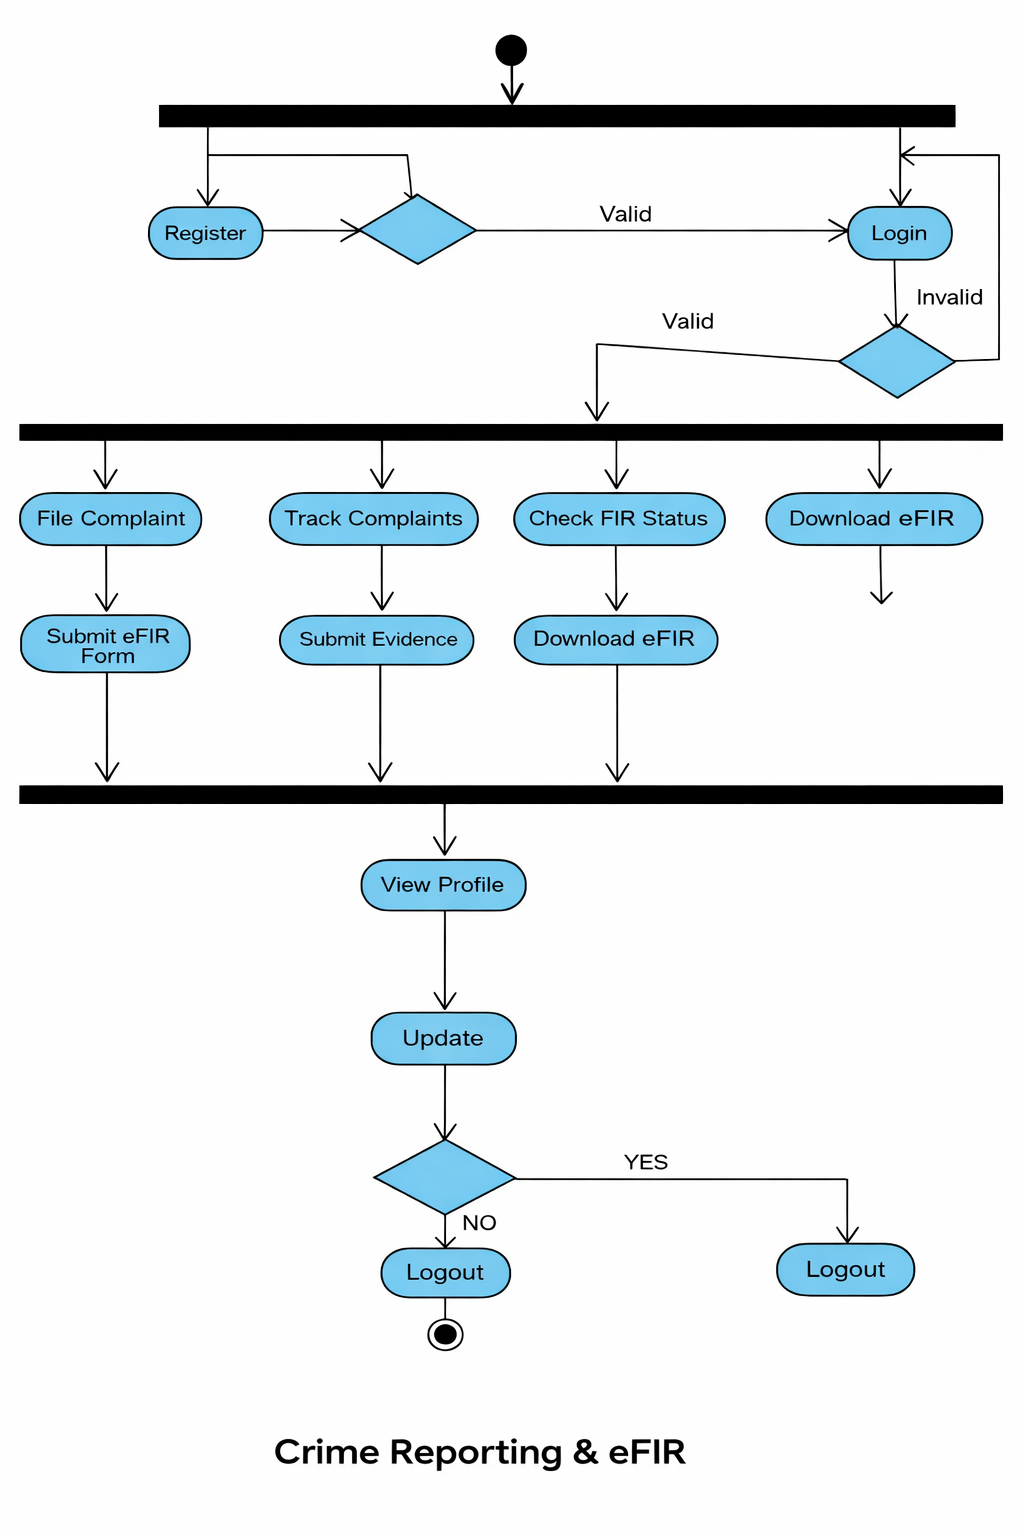 Register
Valid
Login
Invalid
Valid
File Complaint
Track Complaints
Check FIR Status
Download eFIR
Submit eFIR
Form
Submit Evidence
Download eFIR
View Profile
Update
YES
NO
Logout
Logout
Crime Reporting & eFIR